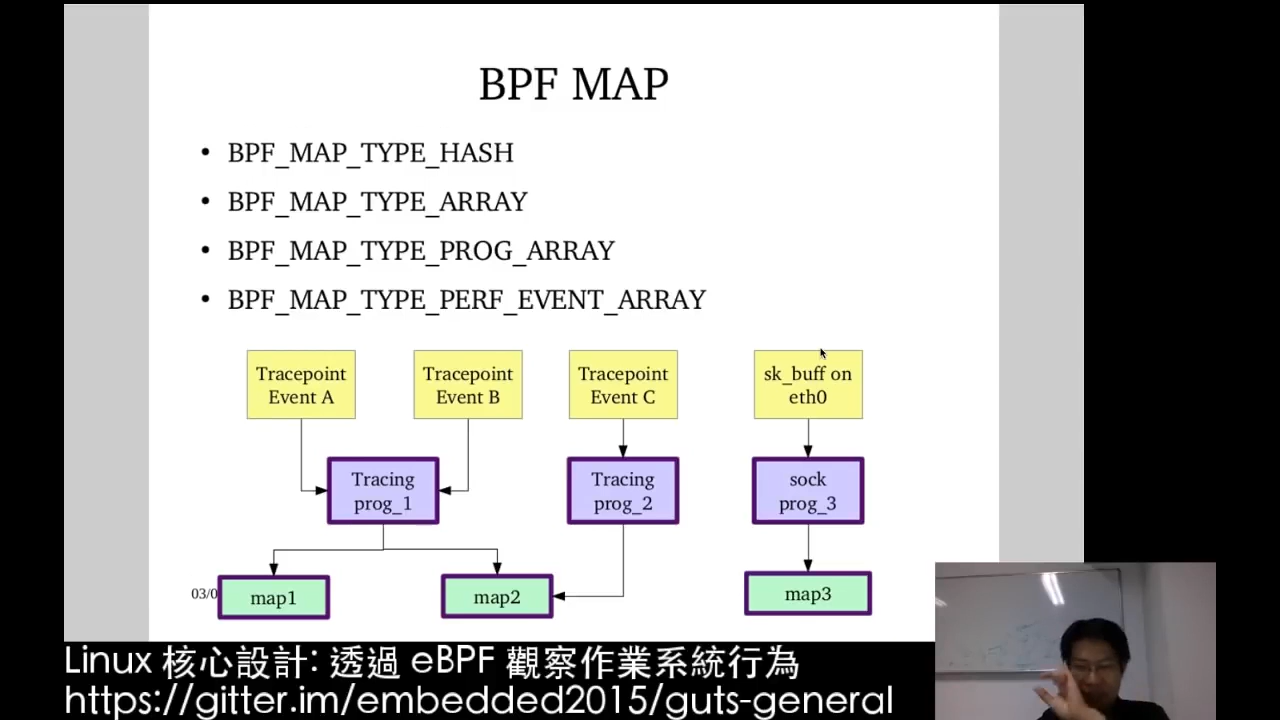 BPF MAP
• BPF_MAP_TYPE_HASH
• BPF_MAP_TYPE_ARRAY
• BPF_MAP_TYPE_PROG_ARRAY
• BPF_MAP_TYPE_PERF_EVENT_ARRAY
Tracepoint
Event A
Tracepoint
Event B
Tracepoint
Event C
sk_buff on
eth0
Tracing
prog_1
Tracing
prog_2
sock
prog_3
03/0
map1
map2
map3
Linux 核心設計: 透過 eBPF 觀察作業系統行為
https://gitter.im/embedded2015/guts-general